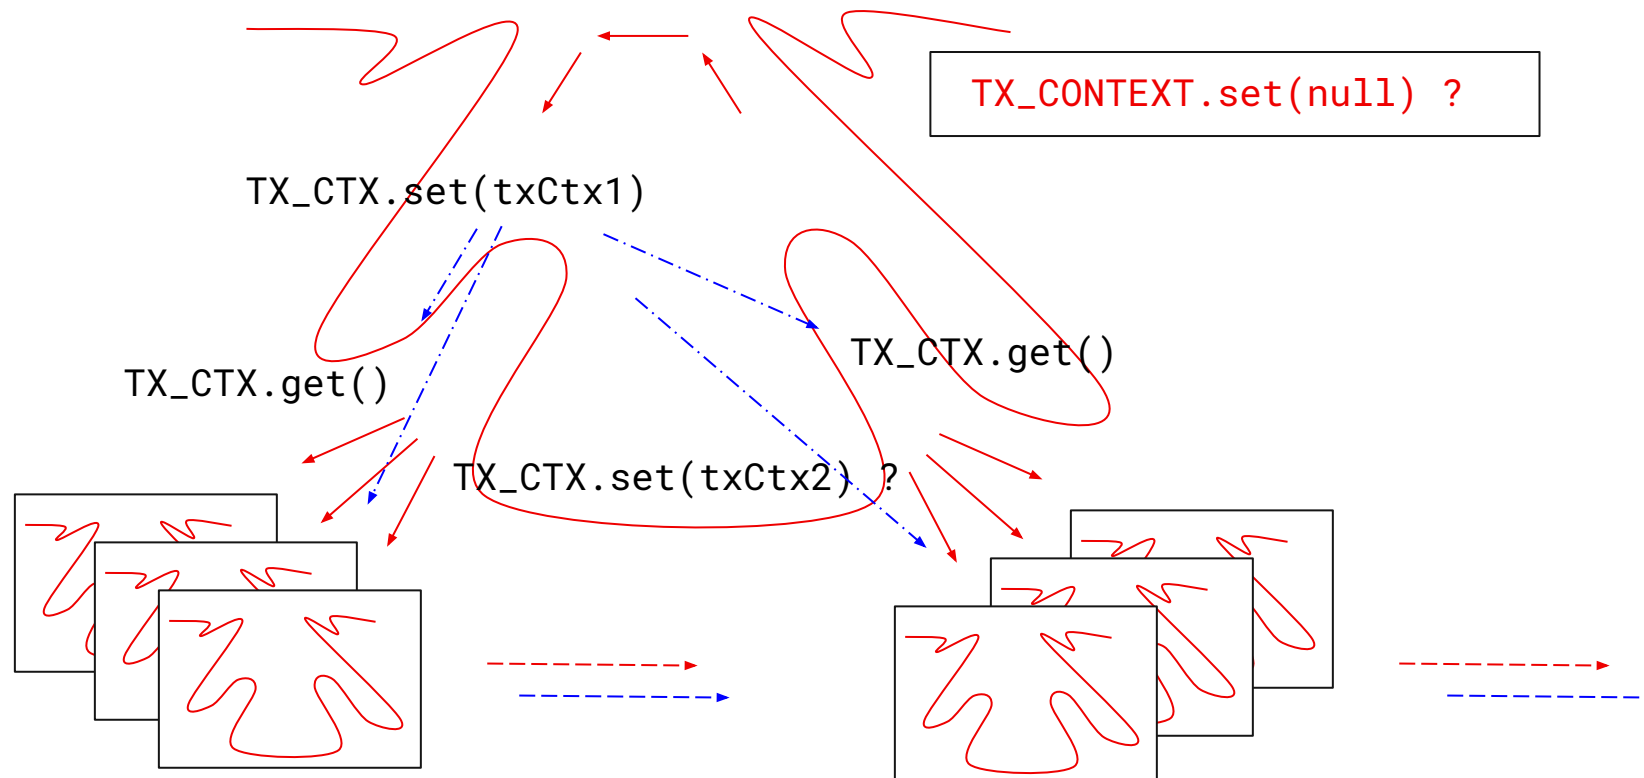 TX_CONTEXT.set(null) ?
TX_CTX.set(txCtx1)
TX_CTX.get()
TX_CTX.get()
TX_CTX.set(txCtx2) ?